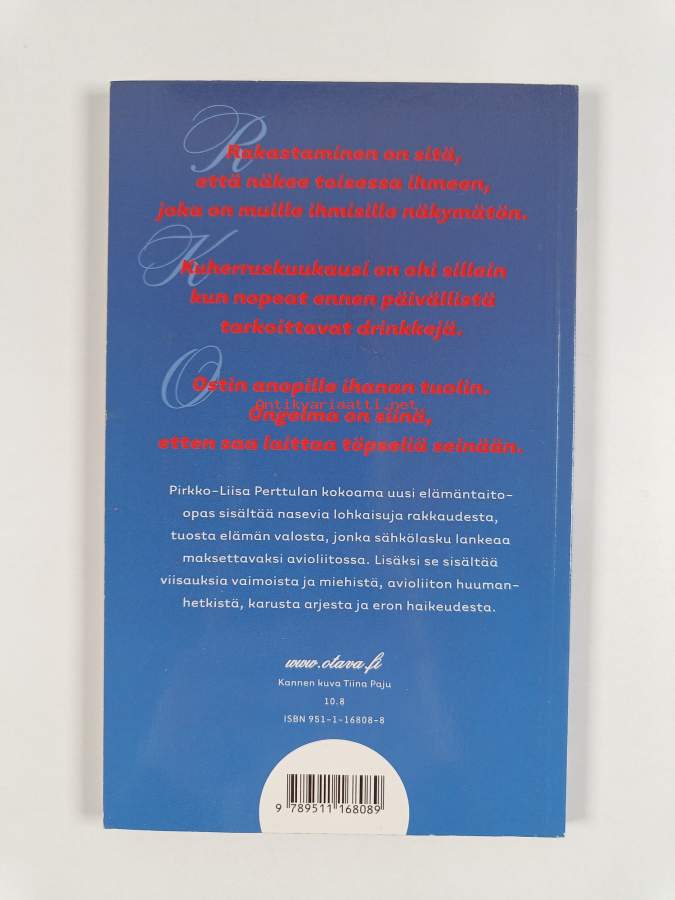 Rakastaminen on sitä,
että näkee toisessa ihmeen,
joka on muille ihmisille näkymätön.
Kuherruskuukausi on ohi silloin
kun nopeat ennen päivällistä
tarkoittavat drinkkejä.
Ostin anopille ihanan tuolin.
Antikvariaatti.net
Ongelma on siinä,
etten saa laittaa töpseliä seinään.
Pirkko-Liisa Perttulan kokoama uusi elämäntaito-
opas sisältää nasevia lohkaisuja rakkaudesta,
tuosta elämän valosta, jonka sähkölasku lankeaa
maksettavaksi avioliitossa. Lisäksi se sisältää
viisauksia vaimoista ja miehistä, avioliiton huuman-
hetkistä, karusta arjesta ja eron haikeudesta.
www.otava.fi
Kannen kuva Tiina Paju
10.8
ISBN 951-1-16808-8
9 789511 168089